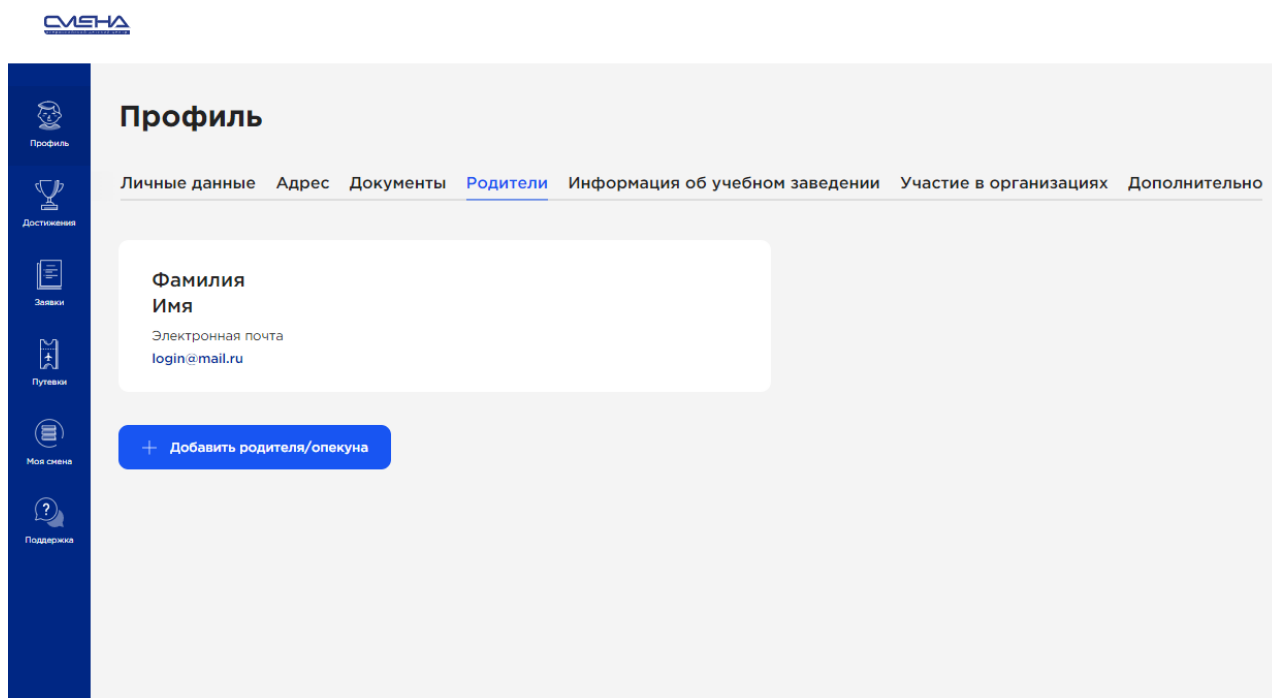 СМЕНА
Профиль
Профиль
Личные данные Адрес Документы Родители Информация об учебном заведении Участие в организациях Дополнительно
Достижения
Фамилия
Имя
Заявки
Электронная почта
login@mail.ru
Путевки
Добавить родителя/опекуна
Моя смена
Поддержка